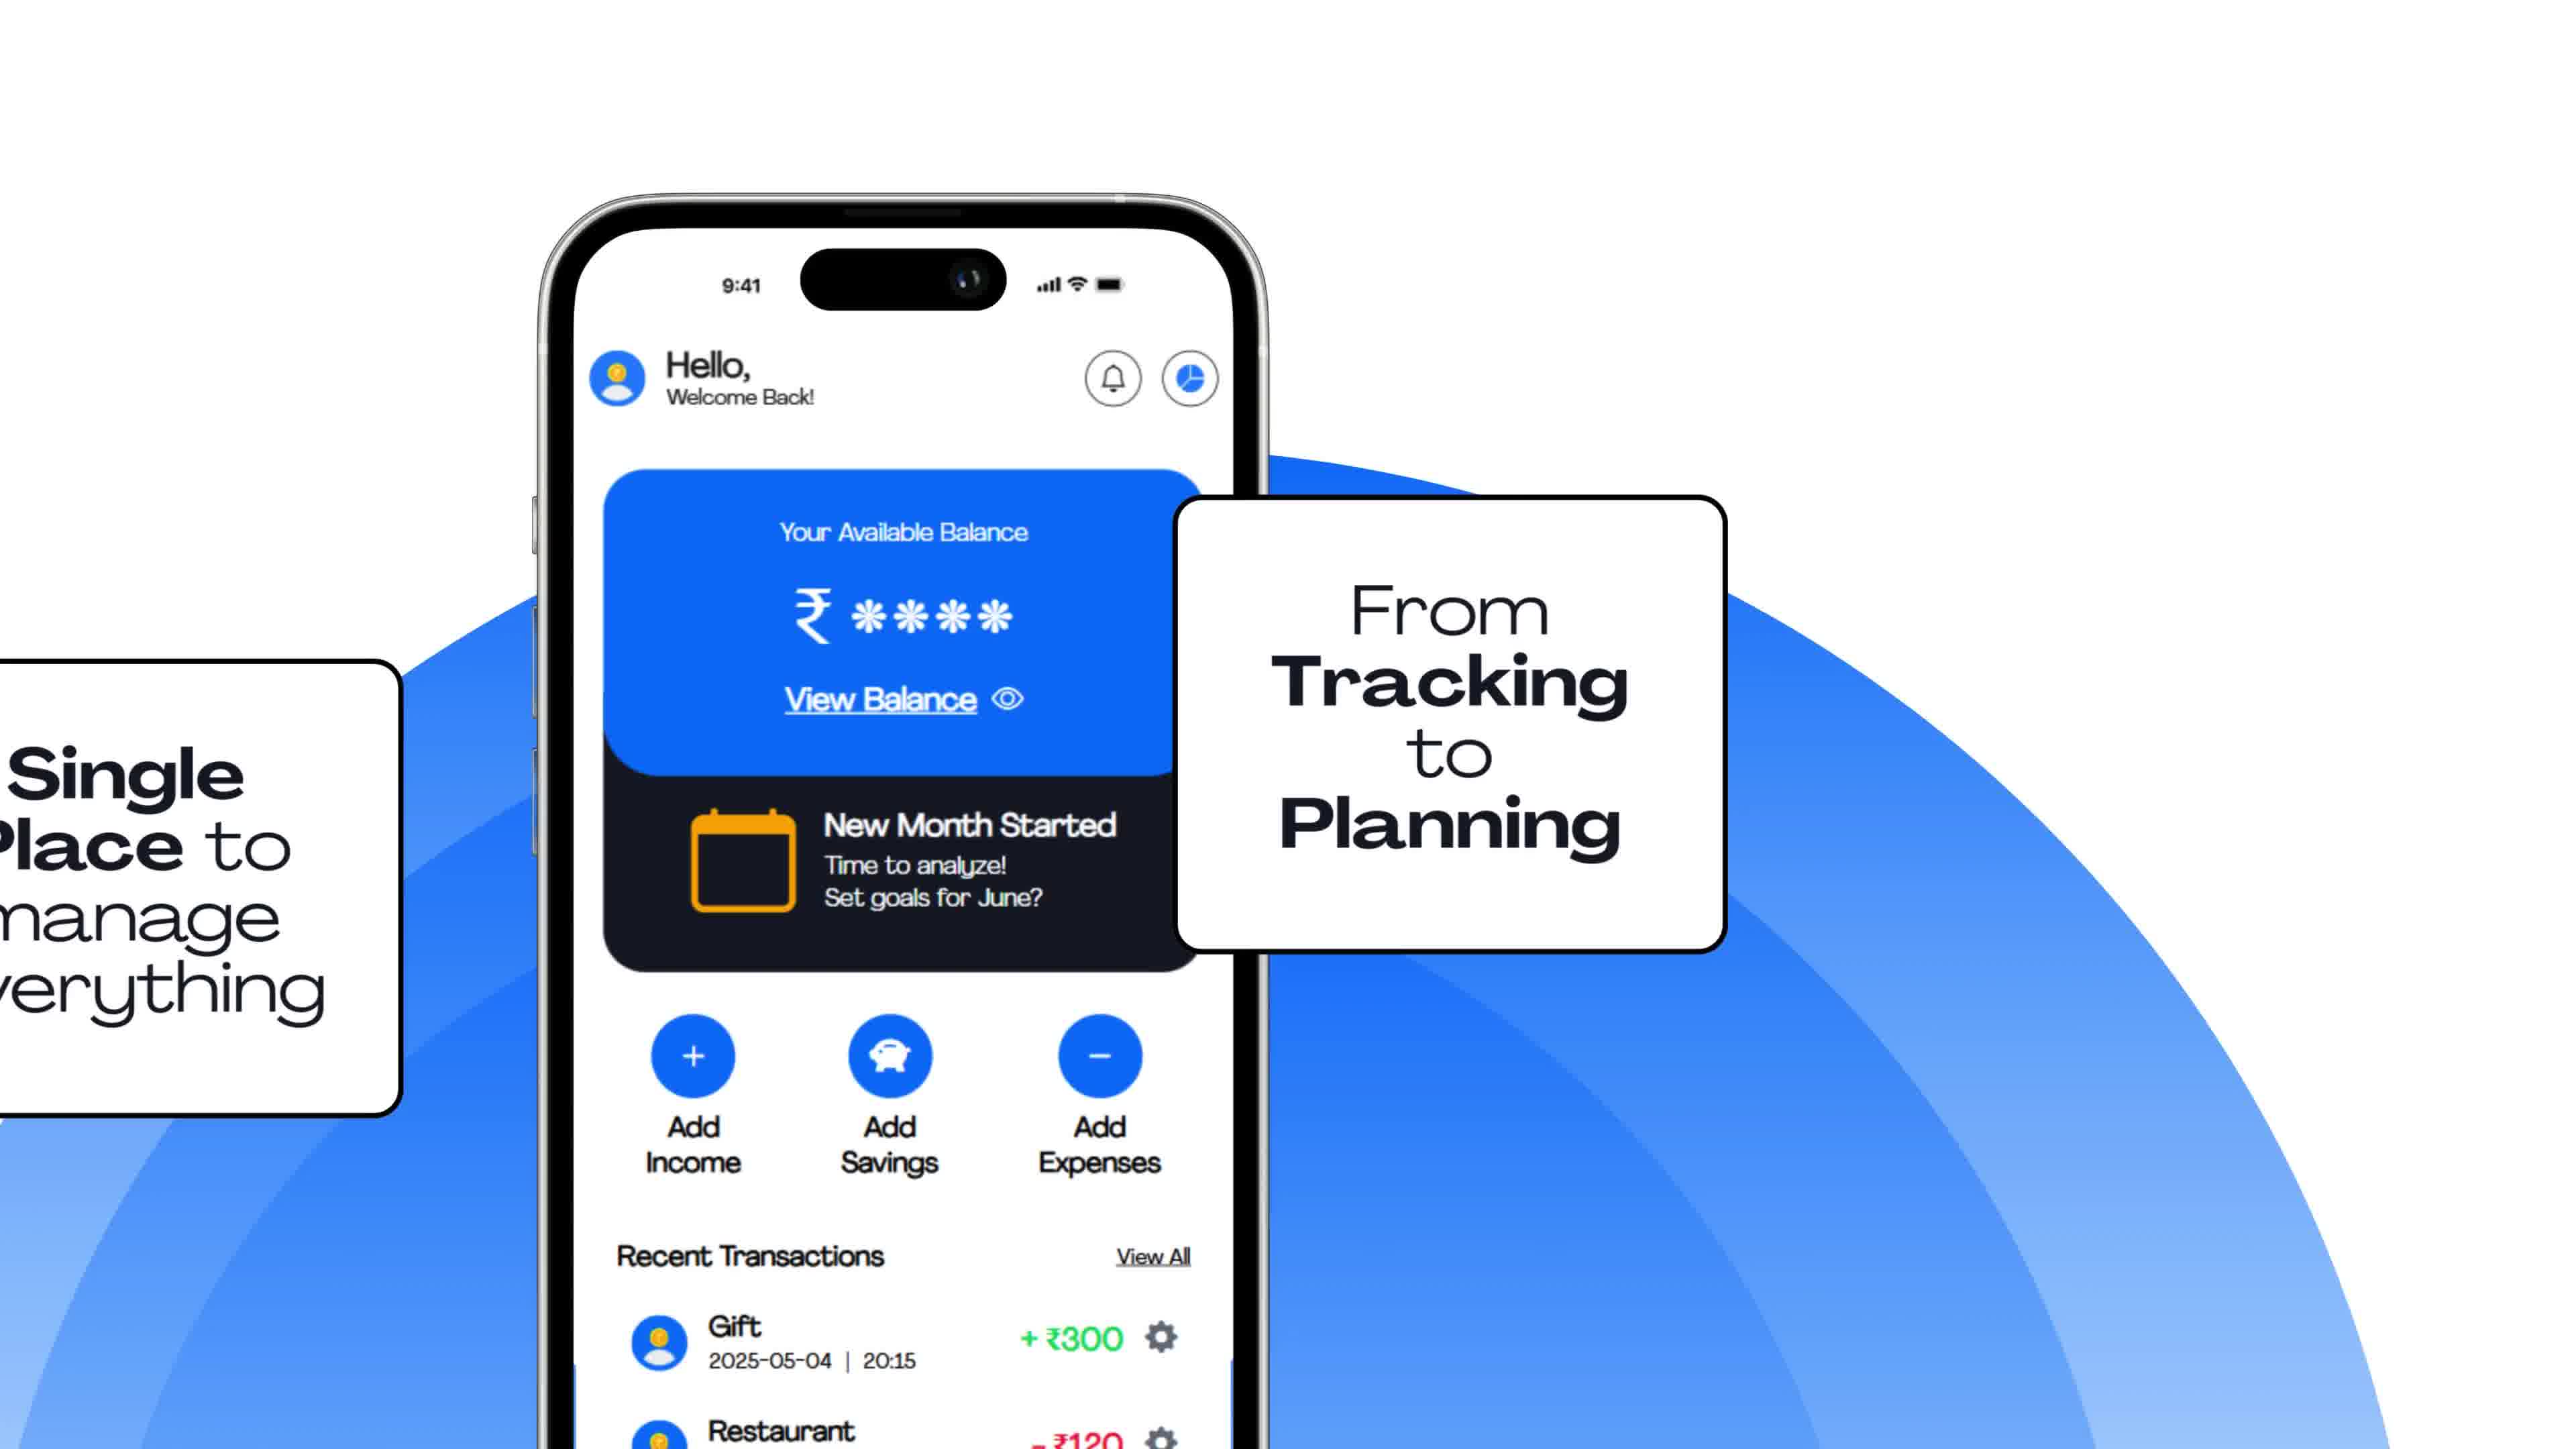 9:41
Hello,
Welcome Back!
Your Available Balance
₹ ****
View Balance
New Month Started
Time to analyze!
Set goals for June?
Add
Income
Add
Savings
Add
Expenses
Recent Transactions
View All
Gift
2025-05-04 | 20:15
+ ₹300
Restaurant
- ₹120
Single
Place to
manage
verything
From
Tracking
to
Planning